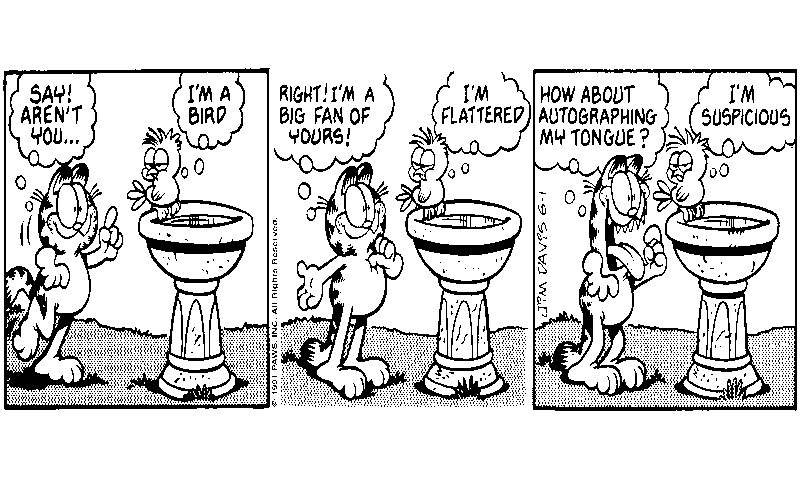 SAY!
AREN'T
YOU...
I'M A
BIRD
© 1991 PAWS, INC. All Rights Reserved.
RIGHT! I'M A
BIG FAN OF
YOURS!
I'M
FLATTERED
HOW ABOUT
AUTOGRAPHING
MY TONGUE?
I'M
SUSPICIOUS
JIM DAVIS 6-1